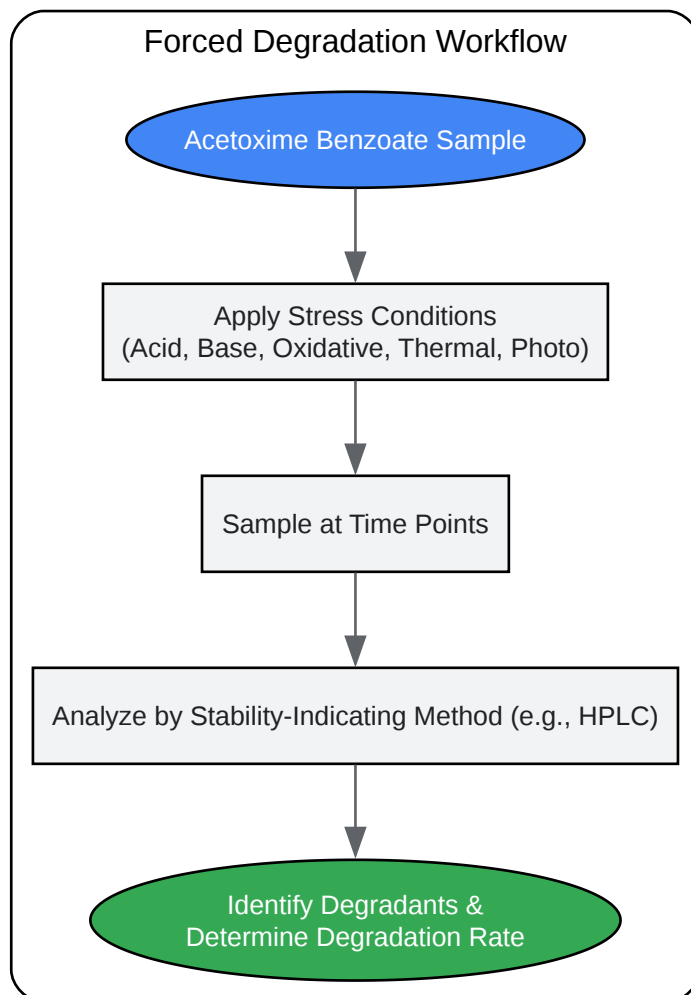 Forced Degradation Workflow
Acetoxime Benzoate Sample
Apply Stress Conditions
(Acid, Base, Oxidative, Thermal, Photo)
Sample at Time Points
Analyze by Stability-Indicating Method (e.g., HPLC)
Identify Degradants &
Determine Degradation Rate